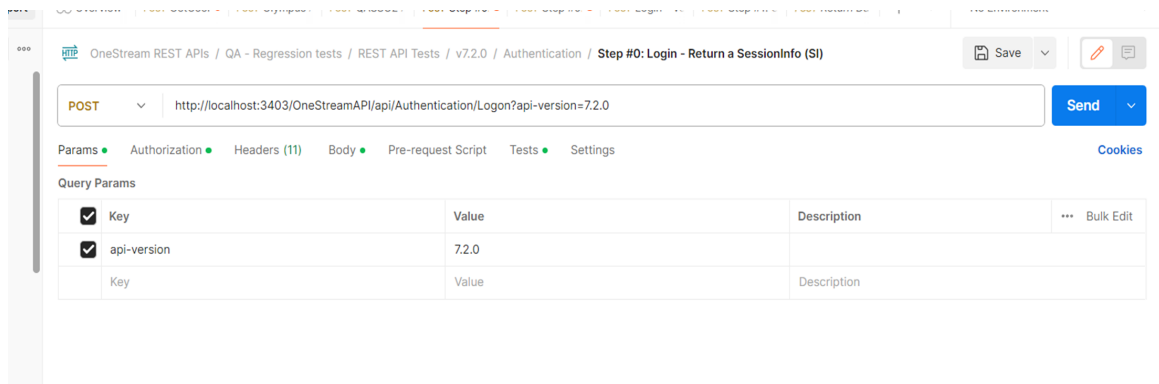 OneStream REST APIs / QA - Regression tests / REST API Tests / v7.2.0 / Authentication / Step #0: Login - Return a SessionInfo (SI) Save
POST http://localhost:3403/OneStreamAPI/api/Authentication/Logon?api-version=7.2.0 Send
Params Authorization Headers (11) Body Pre-request Script Tests Settings Cookies
Query Params
Key Value Description Bulk Edit
api-version 7.2.0
Key Value Description